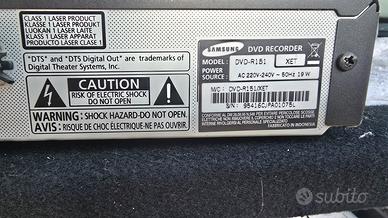 CLASS 1 LASER PRODUCT
KLASSE 1 LASER PRODUKT
LUOKAN 1 LASER LAITE
KLASS 1 LASER APPARAT
PRODUCTO LASER CLASE 1
"DTS" and "DTS Digital Out" are trademarks of
Digital Theater Systems, Inc.
CAUTION
RISK OF ELECTRIC SHOCK
DO NOT OPEN
WARNING: SHOCK HAZARD-DO NOT OPEN.
AVIS: RISQUE DE CHOC ÉLECTRIQUE-NE PAS OUVRIR
SAMSUNG DVD RECORDER
MODEL : DVD-R151 XET
POWER SOURCE : AC 220V-240V ~ 50Hz 19 W
M/C : DVD-R151/XET
S/N :
subito